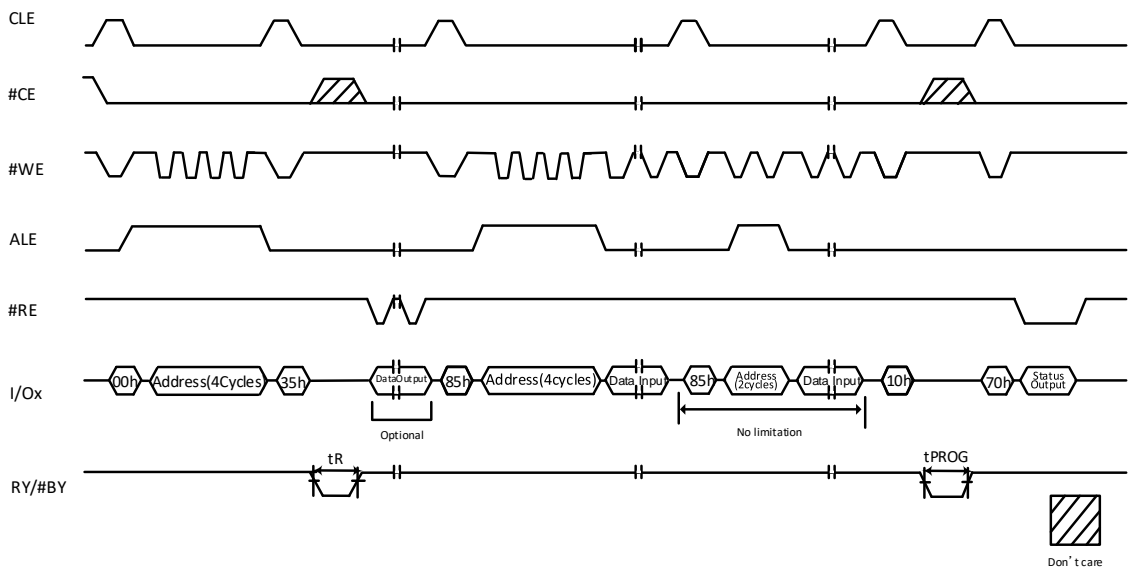 CLE
#CE
#WE
ALE
#RE
I/Ox
00h
Address(4Cycles)
35h
DataOutput
85h
Address(4cycles)
Data Input
85h
Address
(2cycles)
Data Input
10h
70h
Status
Output
Optional
No limitation
RY/#BY
tR
tPROG
Don't care